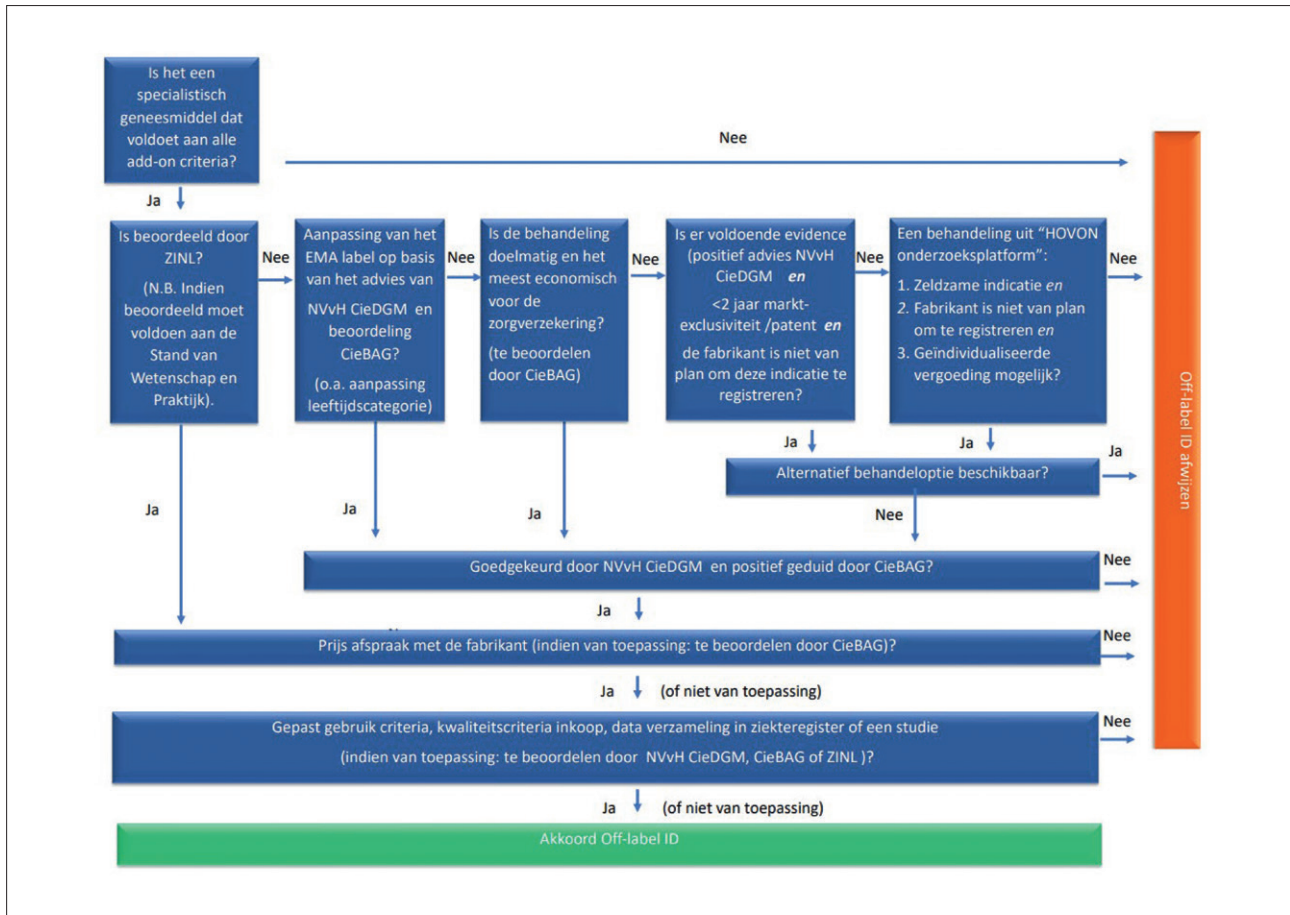 Is het een
specialistisch
geneesmiddel dat
voldoet aan alle
add-on criteria?
Nee
Ja
Is beoordeeld door
ZINL?
(N.B. Indien
beoordeeld moet
voldoen aan de
Stand van
Wetenschap en
Praktijk).
Nee
Aanpassing van het
EMA label op basis
van het advies van
NVvH CieDGM en
beoordeling
CieBAG?
(o.a. aanpassing
leeftijdscategorie)
Nee
Is de behandeling
doelmatig en het
meest economisch
voor de
zorgverzekering?
(te beoordelen
door CieBAG)
Nee
Is er voldoende evidence
(positief advies NVvH
CieDGM en
<2 jaar markt-
exclusiviteit /patent en
de fabrikant is niet van
plan om deze indicatie te
registreren?
Nee
Een behandeling uit “HOVON
onderzoeksplatform”:
1. Zeldzame indicatie en
2. Fabrikant is niet van plan
om te registreren en
3. Geïndividualiseerde
vergoeding mogelijk?
Nee
Ja
Ja
Alternatief behandeloptie beschikbaar?
Ja
Ja
Ja
Ja
Nee
Goedgekeurd door NVvH CieDGM en positief geduid door CieBAG?
Nee
Ja
Prijs afspraak met de fabrikant (indien van toepassing: te beoordelen door CieBAG)?
Nee
Ja (of niet van toepassing)
Gepast gebruik criteria, kwaliteitscriteria inkoop, data verzameling in ziekteregister of een studie
(indien van toepassing: te beoordelen door NVvH CieDGM, CieBAG of ZINL )?
Nee
Ja (of niet van toepassing)
Akkoord Off-label ID
Off-label ID afwijzen